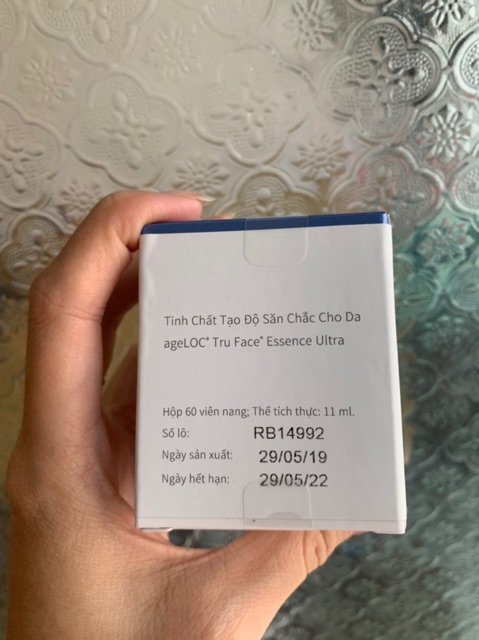 Tinh Chất Tạo Độ Săn Chắc Cho Da
ageLOC® Tru Face® Essence Ultra
Hộp 60 viên nang; Thể tích thực: 11 ml.
Số lô: RB14992
Ngày sản xuất: 29/05/19
Ngày hết hạn: 29/05/22